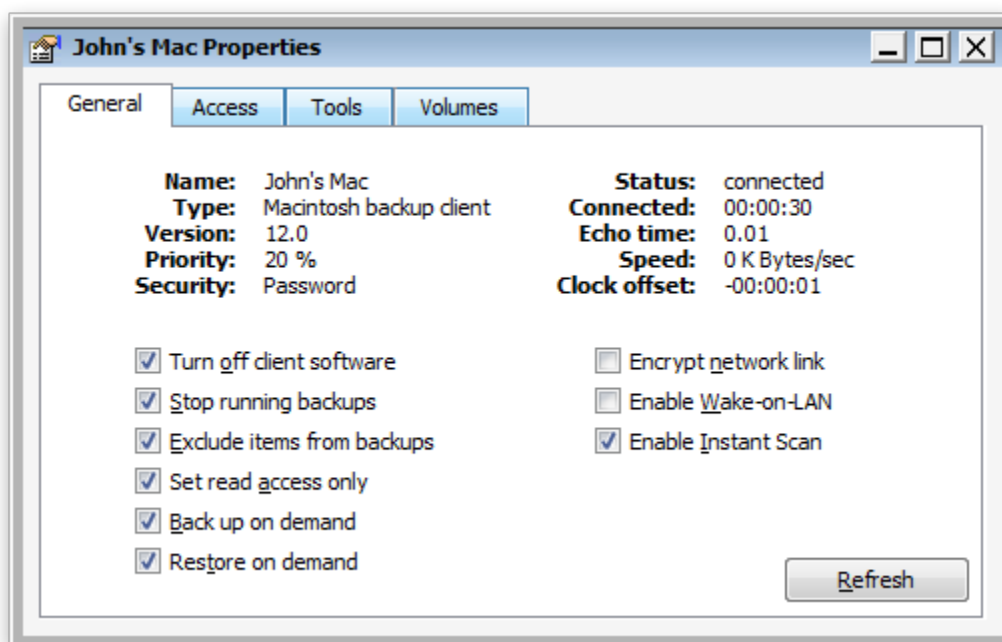 John's Mac Properties
General Access Tools Volumes
Name: John's Mac
Type: Macintosh backup client
Version: 12.0
Priority: 20 %
Security: Password
Status: connected
Connected: 00:00:30
Echo time: 0.01
Speed: 0 K Bytes/sec
Clock offset: -00:00:01
Turn off client software
Stop running backups
Exclude items from backups
Set read access only
Back up on demand
Restore on demand
Encrypt network link
Enable Wake-on-LAN
Enable Instant Scan
Refresh